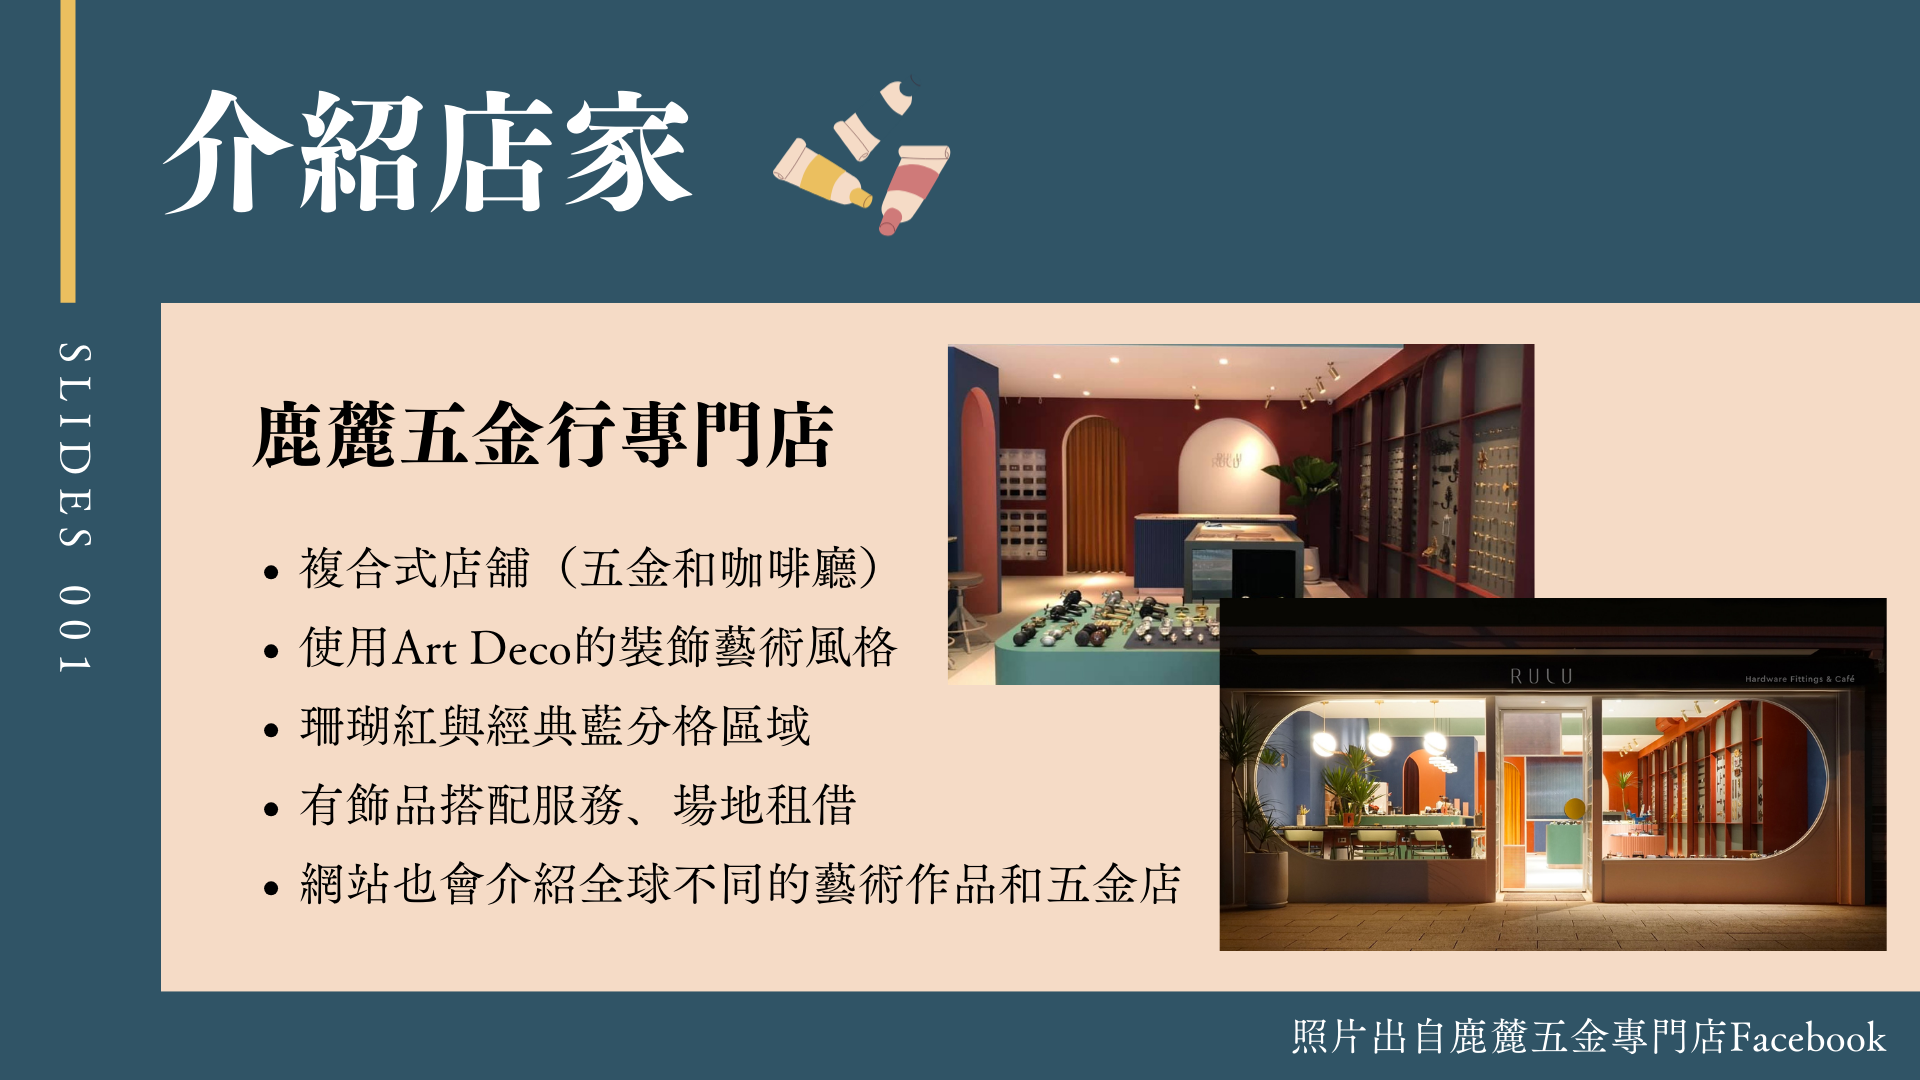 介紹店家
SLIDES 001
鹿麓五金行專門店
複合式店舖（五金和咖啡廳）
使用Art Deco的裝飾藝術風格
珊瑚紅與經典藍分格區域
有飾品搭配服務、場地租借
網站也會介紹全球不同的藝術作品和五金店
RULU
RULU
Hardware Fittings & Café
照片出自鹿麓五金專門店Facebook